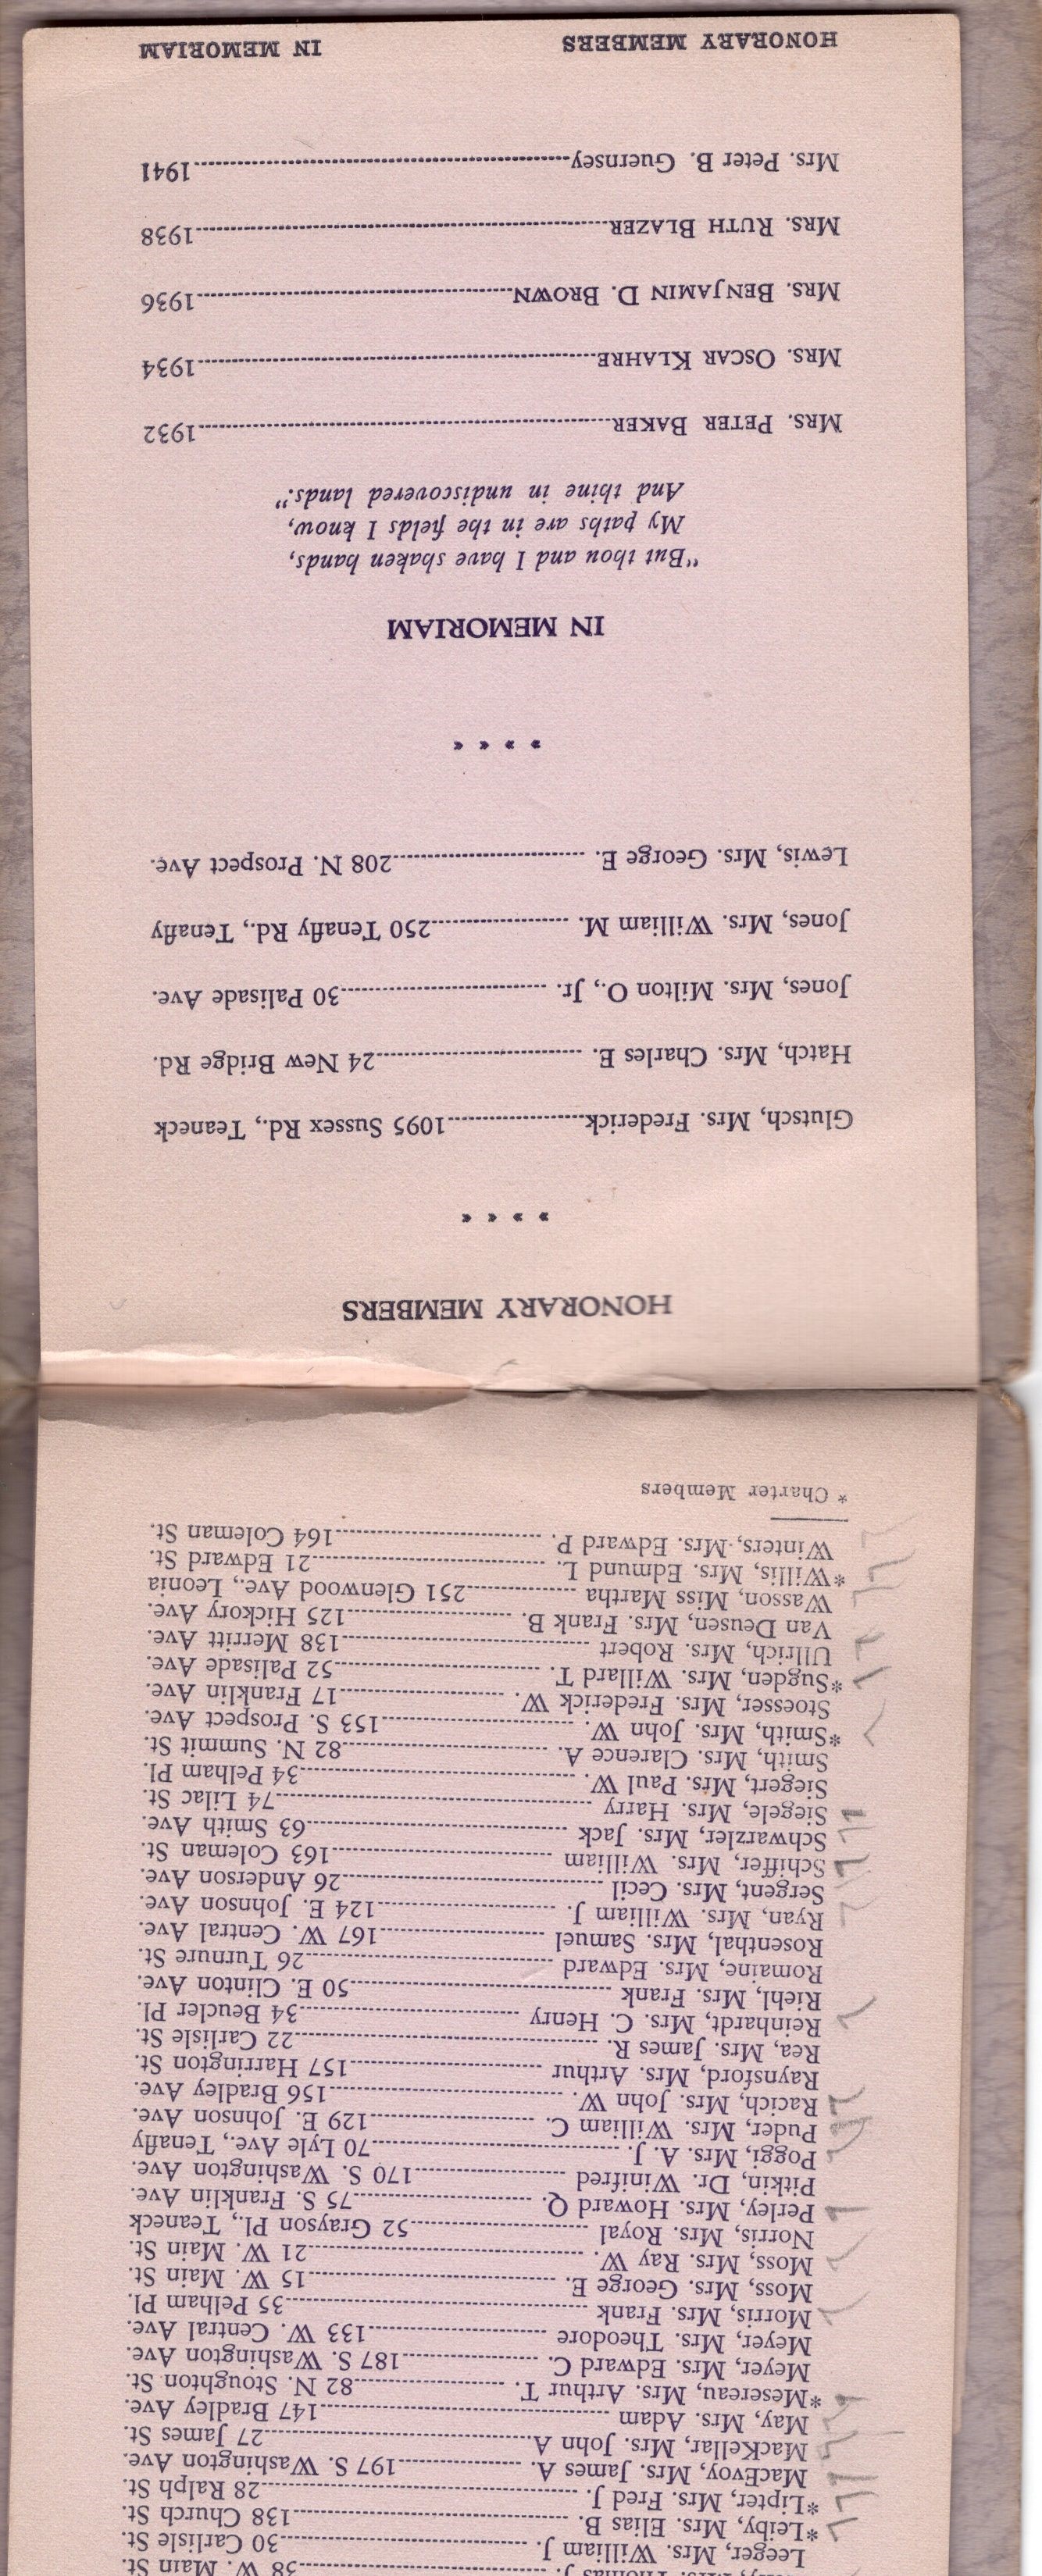 Mrs. Thomas J. 38 W. Main St.
Leeger, Mrs. William J. 30 Carlisle St.
*Leiby, Mrs. Elias B. 138 Church St.
*Lipter, Mrs. Fred J. 28 Ralph St.
MacEvoy, Mrs. James A. 197 S. Washington Ave.
MacKellar, Mrs. John A. 27 James St.
May, Mrs. Adam 147 Bradley Ave.
*Mesereau, Mrs. Arthur T. 82 N. Stoughton St.
Meyer, Mrs. Edward C. 187 S. Washington Ave.
Meyer, Mrs. Theodore 133 W. Central Ave.
Morris, Mrs. Frank 35 Pelham Pl.
Moss, Mrs. George E. 15 W. Main St.
Moss, Mrs. Ray W. 21 W. Main St.
Norris, Mrs. Royal 52 Grayson Pl., Teaneck
Perley, Mrs. Howard Q. 75 S. Franklin Ave.
Pitkin, Dr. Winifred 170 S. Washington Ave.
Poggi, Mrs. A. J. 70 Lyle Ave., Tenafly
Puder, Mrs. William C. 129 E. Johnson Ave.
Racich, Mrs. John W. 156 Bradley Ave.
Raynsford, Mrs. Arthur 157 Harrington St.
Rea, Mrs. James R. 22 Carlisle St.
Reinhardt, Mrs. C. Henry 34 Beucler Pl.
Riehl, Mrs. Frank 50 E. Clinton Ave.
Romaine, Mrs. Edward 26 Turnure St.
Rosenthal, Mrs. Samuel 167 W. Central Ave.
Ryan, Mrs. William J. 124 E. Johnson Ave.
Sergent, Mrs. Cecil 26 Anderson Ave.
Schiffer, Mrs. William 163 Coleman St.
Schwarzler, Mrs. Jack 63 Smith Ave.
Siegele, Mrs. Harry 74 Lilac St.
Siegert, Mrs. Paul W. 34 Pelham Pl.
Smith, Mrs. Clarence A. 82 N. Summit St.
*Smith, Mrs. John W. 153 S. Prospect Ave.
Stoesser, Mrs. Frederick W. 17 Franklin Ave.
*Sugden, Mrs. Willard T. 52 Palisade Ave.
Ullrich, Mrs. Robert 138 Merritt Ave.
Van Deusen, Mrs. Frank B. 125 Hickory Ave.
Wasson, Miss Martha 251 Glenwood Ave., Leonia
*Willis, Mrs. Edmund L. 21 Edward St.
Winters, Mrs. Edward P. 164 Coleman St.
* Charter Members
HONORARY MEMBERS
Glutsch, Mrs. Frederick 1095 Sussex Rd., Teaneck
Hatch, Mrs. Charles E. 24 New Bridge Rd.
Jones, Mrs. Milton O., Jr. 30 Palisade Ave.
Jones, Mrs. William M. 250 Tenafly Rd., Tenafly
Lewis, Mrs. George E. 208 N. Prospect Ave.
IN MEMORIAM
"But thou and I have shaken hands,
My paths are in the fields I know,
And thine in undiscovered lands."
MRS. PETER BAKER 1932
MRS. OSCAR KLAHRE 1934
MRS. BENJAMIN D. BROWN 1936
MRS. RUTH BLAZER 1938
Mrs. Peter B. Guernsey 1941
HONORARY MEMBERS IN MEMORIAM